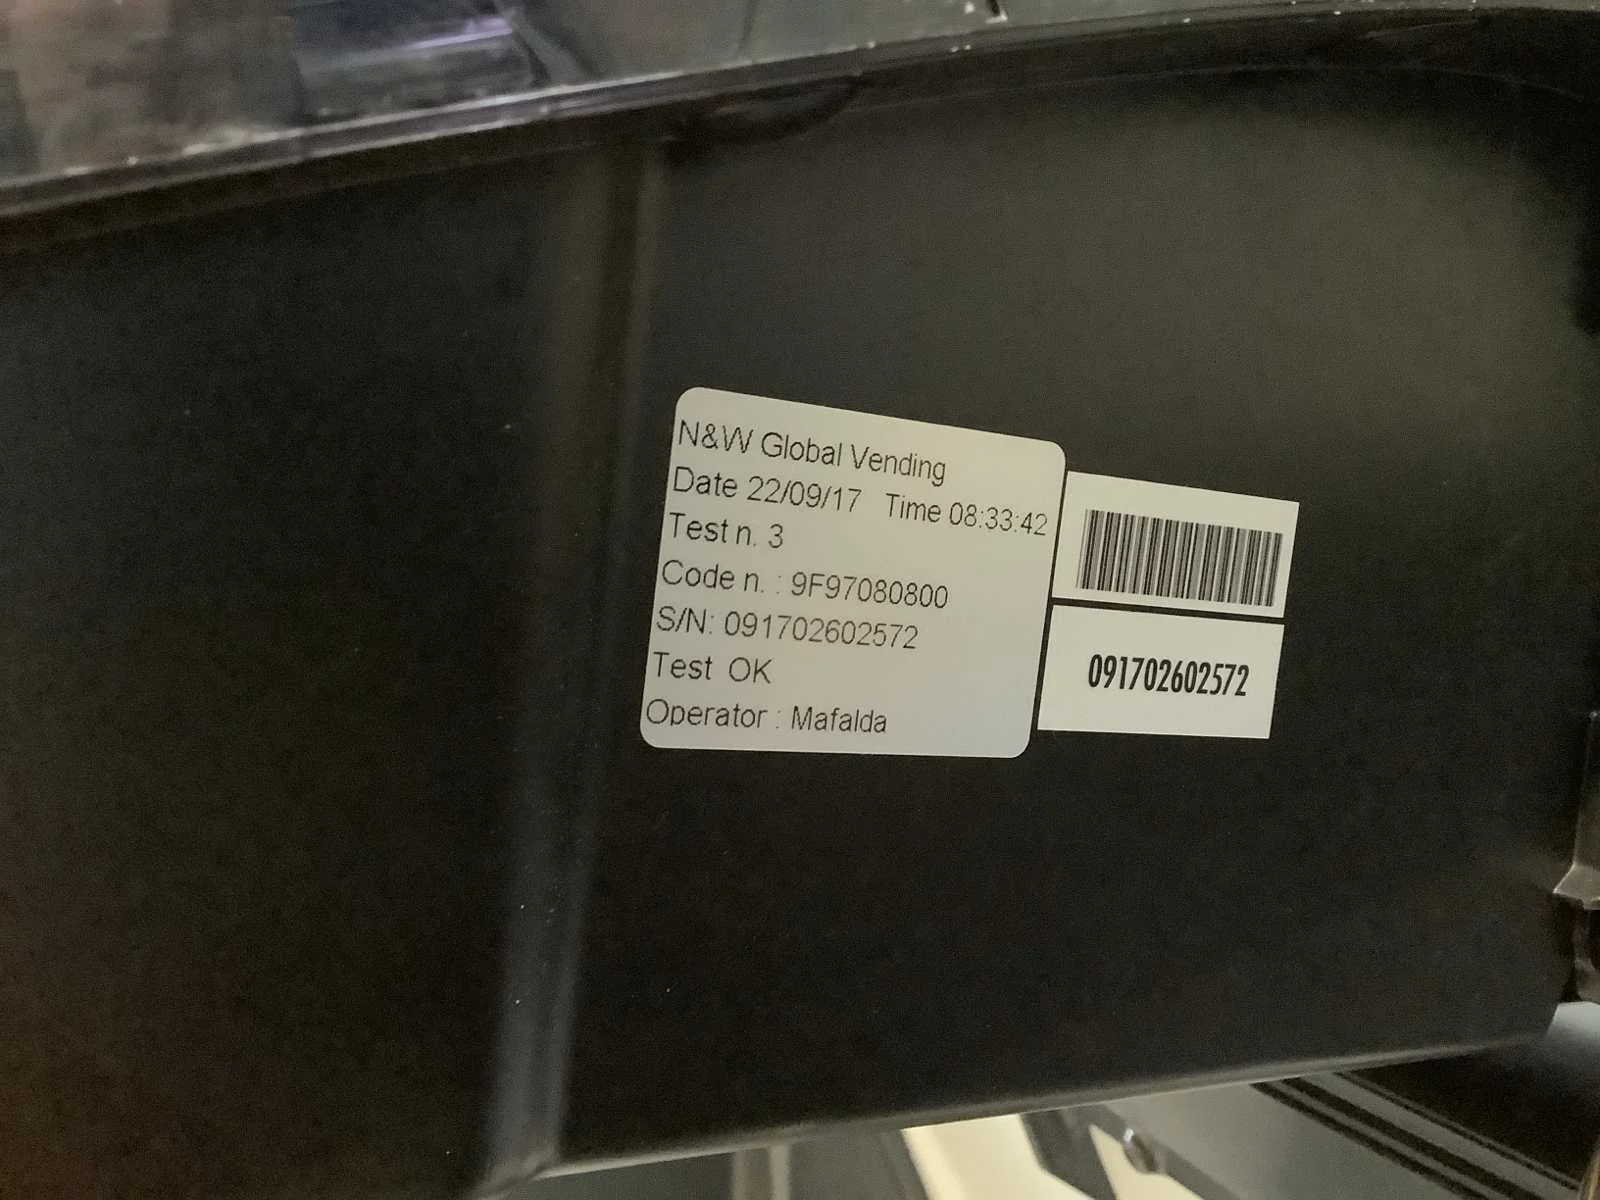 N&W Global Vending
Date 22/09/17 Time 08:33:42
Test n. 3
Code n. : 9F97080800
S/N: 091702602572
Test OK
Operator : Mafalda
091702602572